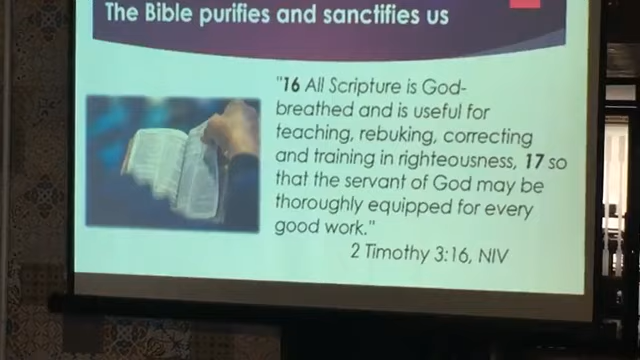 The Bible purifies and sanctifies us
"16 All Scripture is God-
breathed and is useful for
teaching, rebuking, correcting
and training in righteousness, 17 so
that the servant of God may be
thoroughly equipped for every
good work."
2 Timothy 3:16, NIV